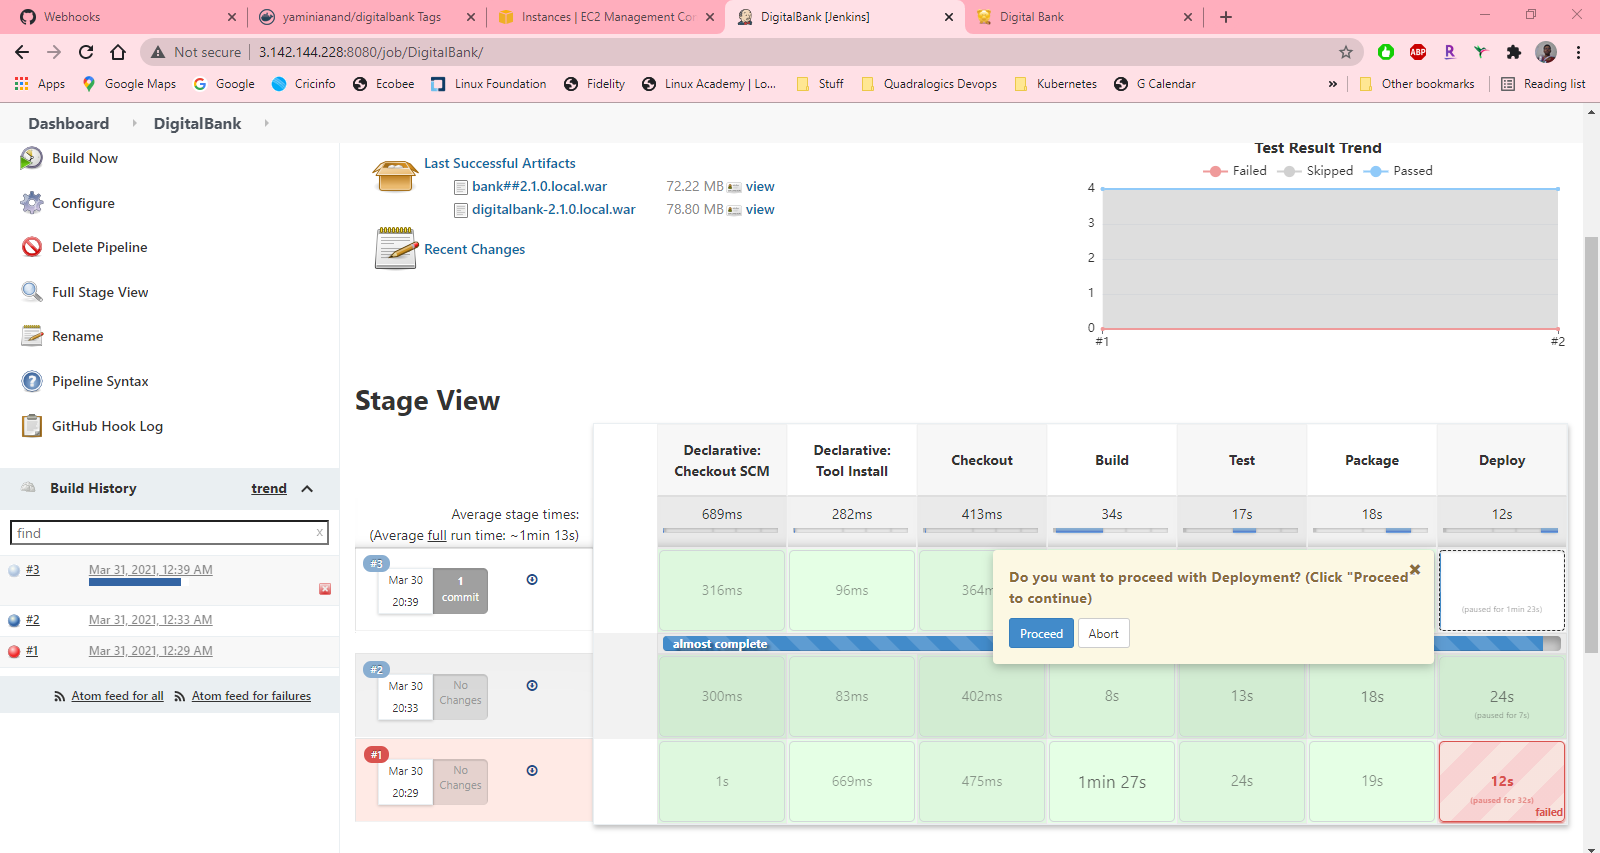 Webhooks
yaminianand/digitalbank Tags
Instances | EC2 Management Con
DigitalBank [Jenkins]
Digital Bank
Not secure
3.142.144.228:8080/job/DigitalBank/
ABP
R
Apps
Google Maps
Google
Cricinfo
Ecobee
Linux Foundation
Fidelity
Linux Academy | Lo...
Stuff
Quadralogics Devops
Kubernetes
G Calendar
»
Other bookmarks
Reading list
Dashboard
DigitalBank
Build Now
Configure
Delete Pipeline
Full Stage View
Rename
Pipeline Syntax
GitHub Hook Log
Build History
trend
find
x
#3
Mar 31, 2021, 12:39 AM
#2
Mar 31, 2021, 12:33 AM
#1
Mar 31, 2021, 12:29 AM
Atom feed for all
Atom feed for failures
Last Successful Artifacts
bank##2.1.0.local.war
72.22 MB
view
digitalbank-2.1.0.local.war
78.80 MB
view
Recent Changes
Test Result Trend
Failed
Skipped
Passed
4
3
2
1
0
#1
#2
Stage View
Declarative:
Checkout SCM
Declarative:
Tool Install
Checkout
Build
Test
Package
Deploy
Average stage times:
(Average full run time: ~1min 13s)
689ms
282ms
413ms
34s
17s
18s
12s
#3
Mar 30
20:39
1
commit
316ms
96ms
364m
Do you want to proceed with Deployment? (Click "Proceed
to continue)
Proceed
Abort
(paused for 1min 23s)
almost complete
#2
Mar 30
20:33
No
Changes
300ms
83ms
402ms
8s
13s
18s
24s
(paused for 7s)
#1
Mar 30
20:29
No
Changes
1s
669ms
475ms
1min 27s
24s
19s
12s
(paused for 32s)
failed